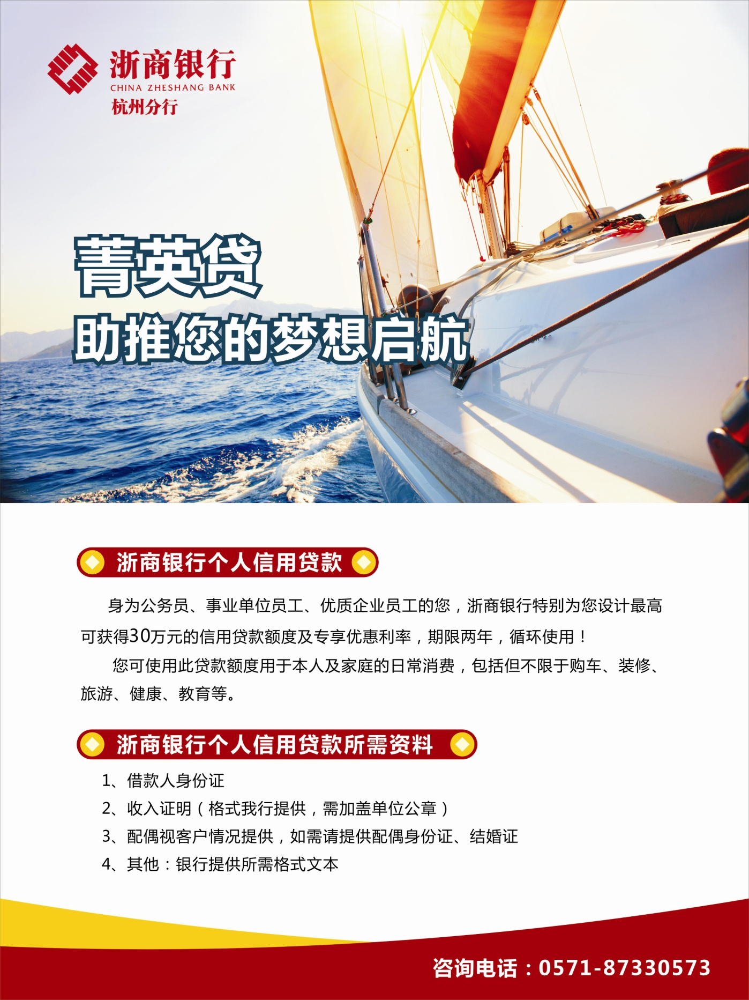 浙商银行
CHINA ZHESHANG BANK
杭州分行
菁英贷
助推您的梦想启航
浙商银行个人信用贷款
身为公务员、事业单位员工、优质企业员工的您，浙商银行特别为您设计最高
可获得30万元的信用贷款额度及专享优惠利率，期限两年，循环使用！
您可使用此贷款额度用于本人及家庭的日常消费，包括但不限于购车、装修、
旅游、健康、教育等。
浙商银行个人信用贷款所需资料
1、借款人身份证
2、收入证明（格式我行提供，需加盖单位公章）
3、配偶视客户情况提供，如需请提供配偶身份证、结婚证
4、其他：银行提供所需格式文本
咨询电话：0571-87330573